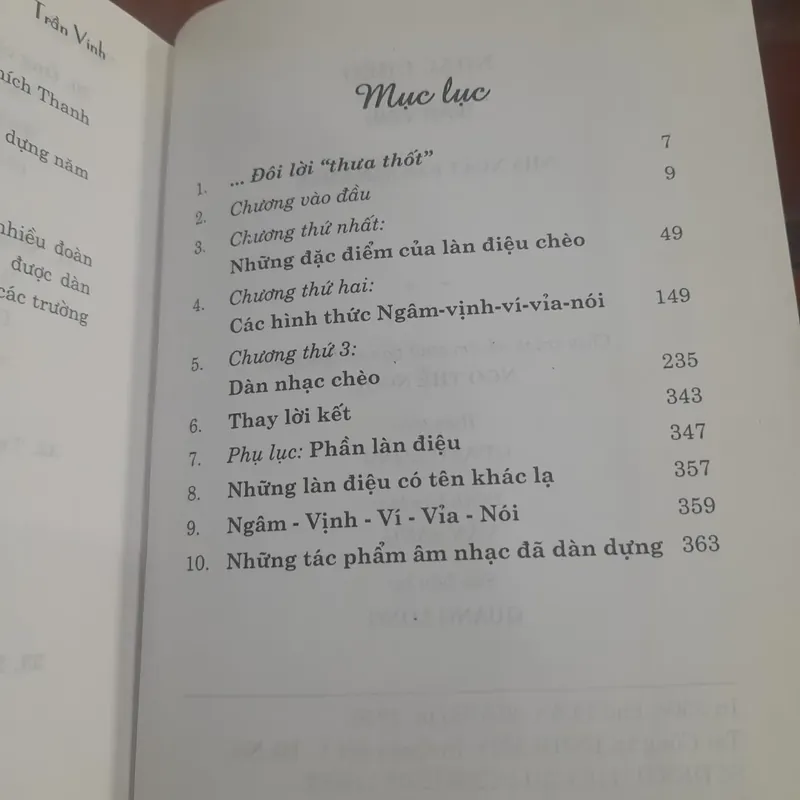 Trần Vinh
hích Thanh
dựng năm
nhiều đoàn
được dàn
các trường
Mục lục
1. ... Đôi lời “thưa thốt” 7
2. Chương vào đầu 9
3. Chương thứ nhất:
Những đặc điểm của làn điệu chèo 49
4. Chương thứ hai:
Các hình thức Ngâm-vịnh-ví-vỉa-nói 149
5. Chương thứ 3:
Dàn nhạc chèo 235
6. Thay lời kết 343
7. Phụ lục: Phần làn điệu 347
8. Những làn điệu có tên khác lạ 357
9. Ngâm - Vịnh - Ví - Vỉa - Nói 359
10. Những tác phẩm âm nhạc đã dàn dựng 363